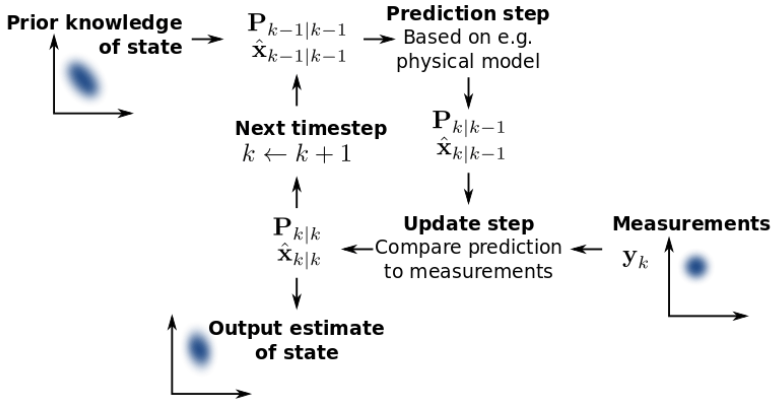 Prior knowledge
of state
P_{k−1|k−1}
x̂_{k−1|k−1}
Prediction step
Based on e.g.
physical model
P_{k|k−1}
x̂_{k|k−1}
Next timestep
k ← k + 1
P_{k|k}
x̂_{k|k}
Update step
Compare prediction
to measurements
Measurements
y_k
Output estimate
of state